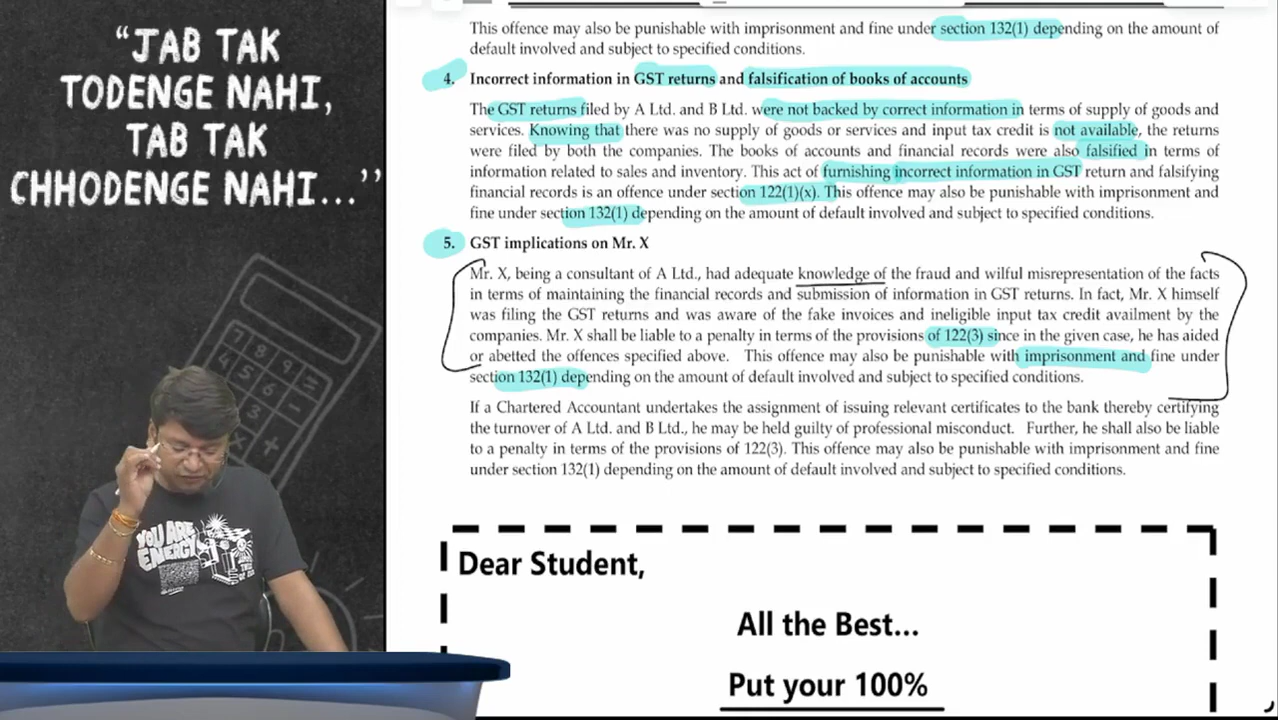 “JAB TAK
TODENGE NAHI,
TAB TAK
CHHODENGE NAHI...’’
This offence may also be punishable with imprisonment and fine under section 132(1) depending on the amount of
default involved and subject to specified conditions.
4. Incorrect information in GST returns and falsification of books of accounts
The GST returns filed by A Ltd. and B Ltd. were not backed by correct information in terms of supply of goods and
services. Knowing that there was no supply of goods or services and input tax credit is not available, the returns
were filed by both the companies. The books of accounts and financial records were also falsified in terms of
information related to sales and inventory. This act of furnishing incorrect information in GST return and falsifying
financial records is an offence under section 122(1)(x). This offence may also be punishable with imprisonment and
fine under section 132(1) depending on the amount of default involved and subject to specified conditions.
5. GST implications on Mr. X
Mr. X, being a consultant of A Ltd., had adequate knowledge of the fraud and wilful misrepresentation of the facts
in terms of maintaining the financial records and submission of information in GST returns. In fact, Mr. X himself
was filing the GST returns and was aware of the fake invoices and ineligible input tax credit availment by the
companies. Mr. X shall be liable to a penalty in terms of the provisions of 122(3) since in the given case, he has aided
or abetted the offences specified above. This offence may also be punishable with imprisonment and fine under
section 132(1) depending on the amount of default involved and subject to specified conditions.
If a Chartered Accountant undertakes the assignment of issuing relevant certificates to the bank thereby certifying
the turnover of A Ltd. and B Ltd., he may be held guilty of professional misconduct. Further, he shall also be liable
to a penalty in terms of the provisions of 122(3). This offence may also be punishable with imprisonment and fine
under section 132(1) depending on the amount of default involved and subject to specified conditions.
YOU ARE
ENERGY
Dear Student,
All the Best...
Put your 100%